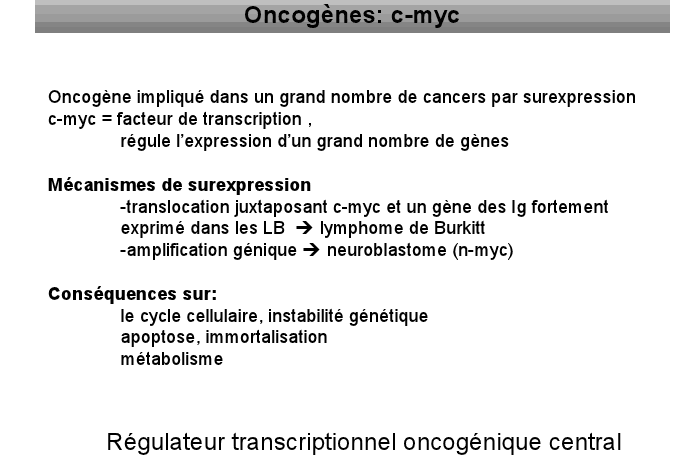 Oncogènes: c-myc
Oncogène impliqué dans un grand nombre de cancers par surexpression
c-myc = facteur de transcription ,
régule l’expression d’un grand nombre de gènes
Mécanismes de surexpression
-translocation juxtaposant c-myc et un gène des Ig fortement
exprimé dans les LB ➔ lymphome de Burkitt
-amplification génique ➔ neuroblastome (n-myc)
Conséquences sur:
le cycle cellulaire, instabilité génétique
apoptose, immortalisation
métabolisme
Régulateur transcriptionnel oncogénique central